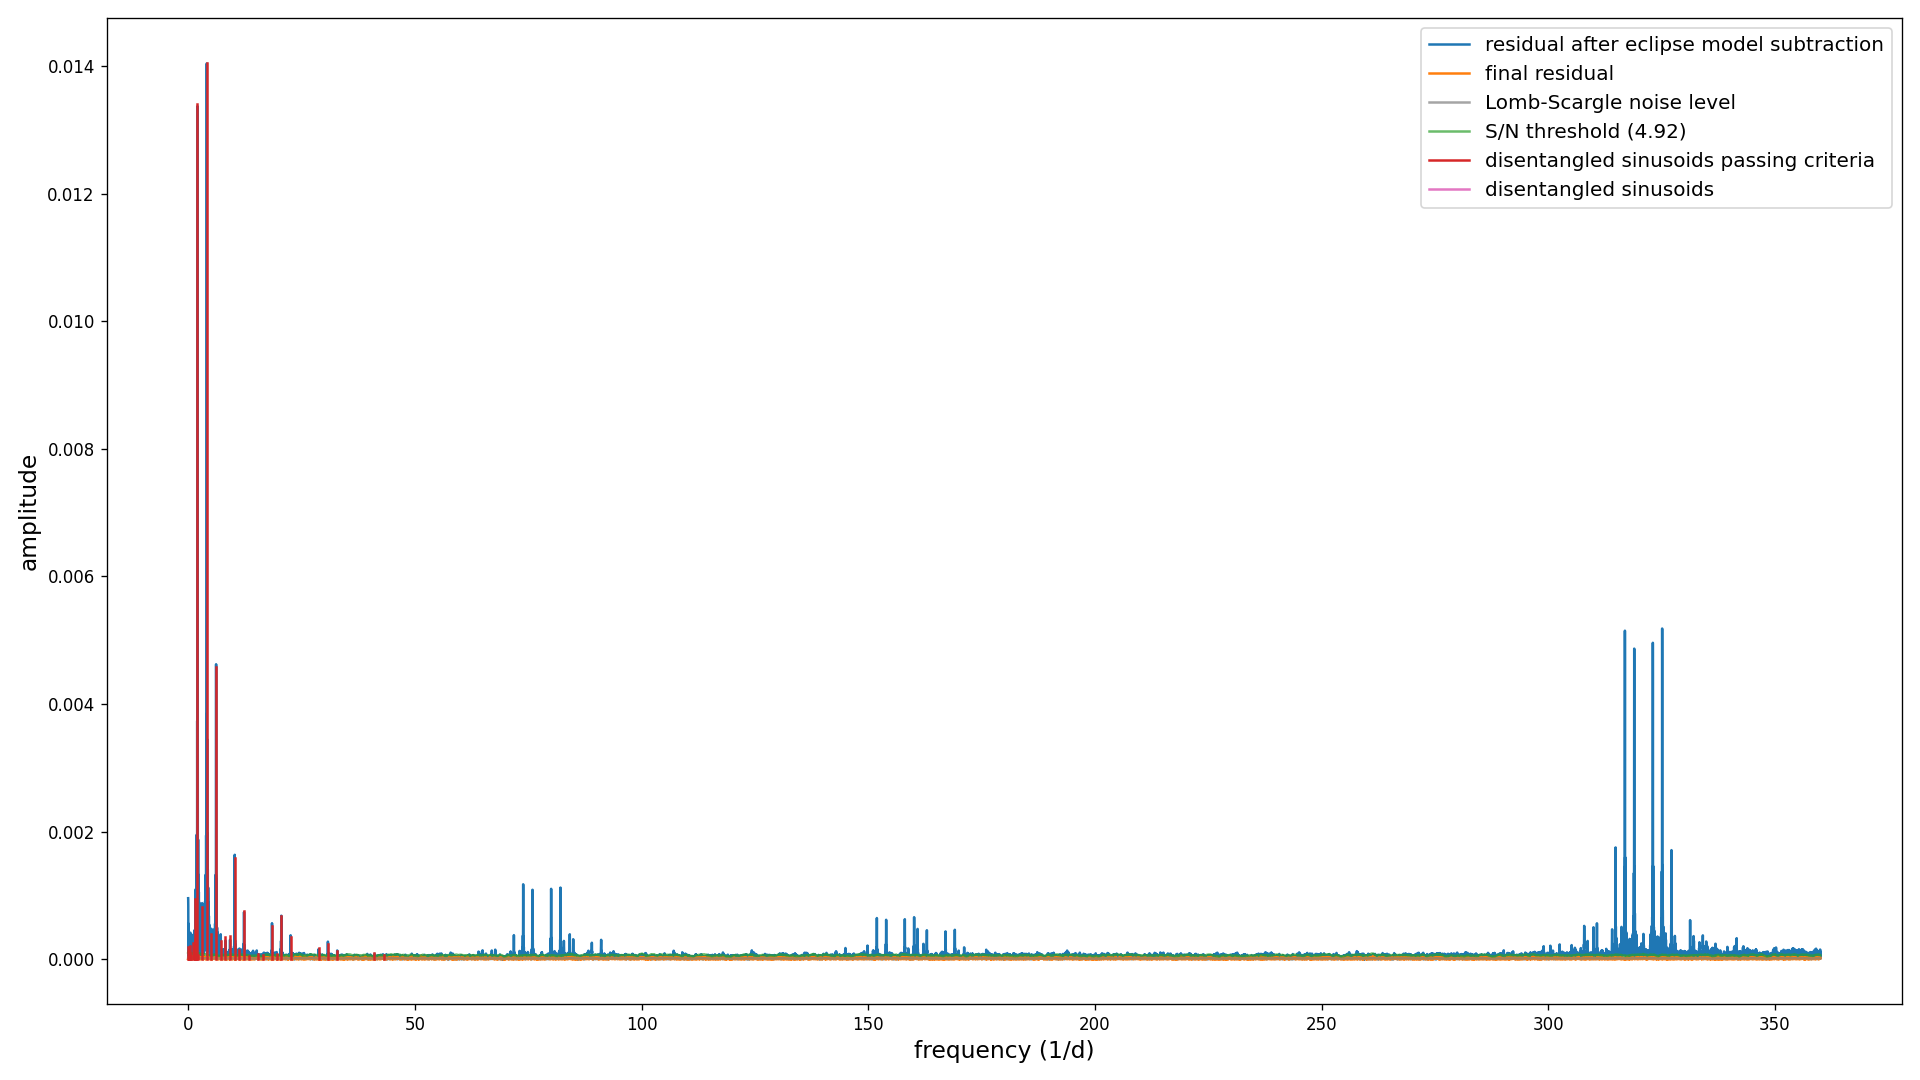 residual after eclipse model subtraction
final residual
Lomb-Scargle noise level
S/N threshold (4.92)
disentangled sinusoids passing criteria
disentangled sinusoids
0.014
0.012
0.010
0.008
0.006
0.004
0.002
0.000
amplitude
0 50 100 150 200 250 300 350
frequency (1/d)